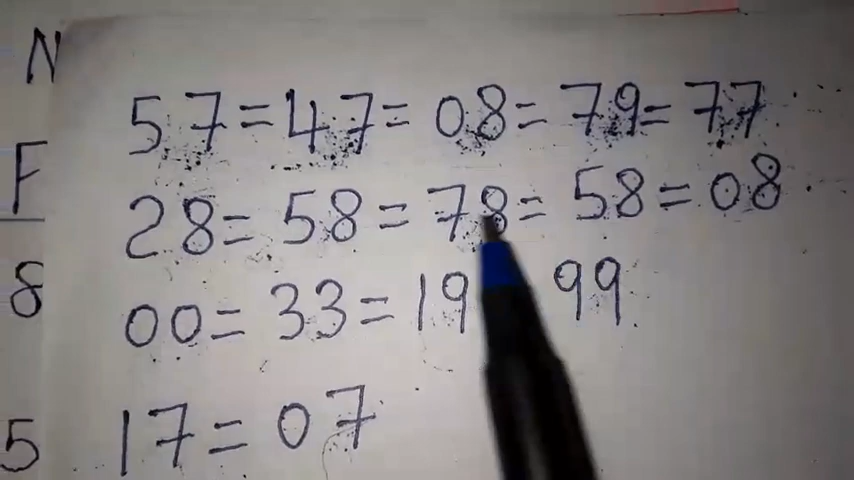 N
57 = 47 = 08 = 79 = 77
F
28 = 58 = 78 = 58 = 08
8
00 = 33 = 19 99
5
17 = 07